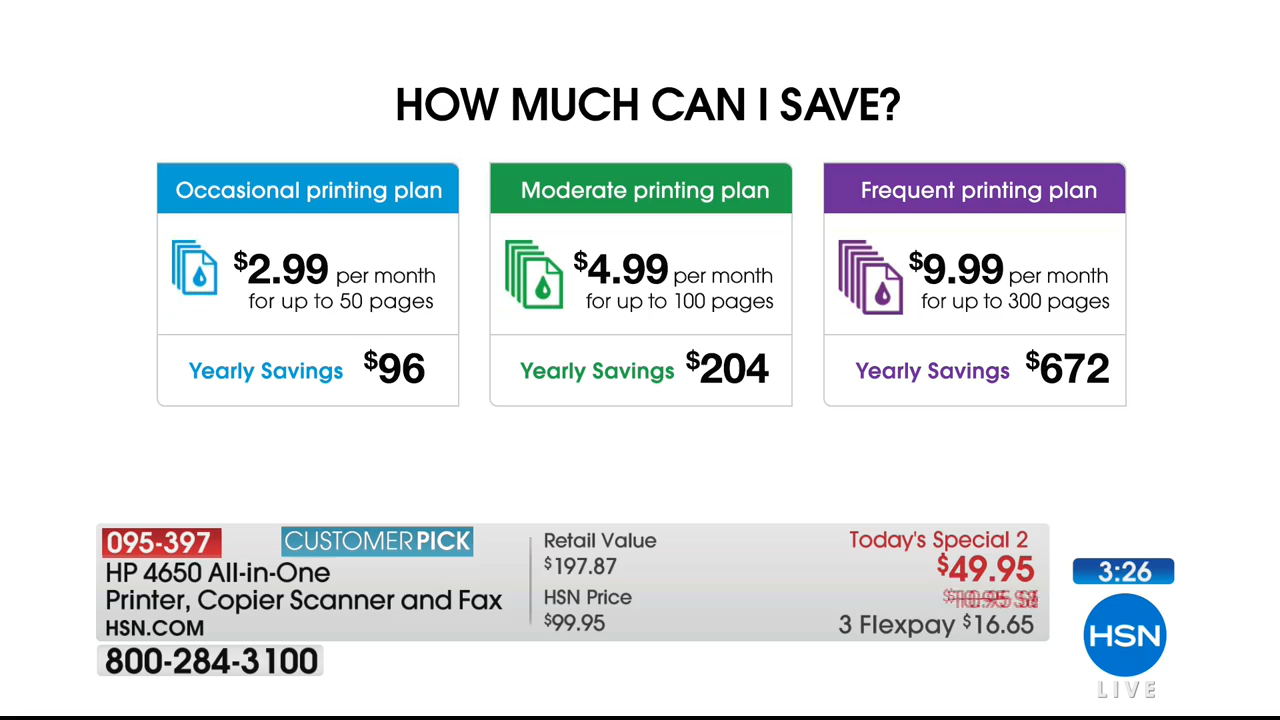 HOW MUCH CAN I SAVE?
Occasional printing plan
$2.99 per month
for up to 50 pages
Yearly Savings $96
Moderate printing plan
$4.99 per month
for up to 100 pages
Yearly Savings $204
Frequent printing plan
$9.99 per month
for up to 300 pages
Yearly Savings $672
095-397 CUSTOMER PICK
HP 4650 All-in-One
Printer, Copier Scanner and Fax
HSN.COM
800-284-3100
Retail Value
$197.87
HSN Price
$99.95
Today's Special 2
$49.95
3 Flexpay $16.65
3:26
HSN
LIVE